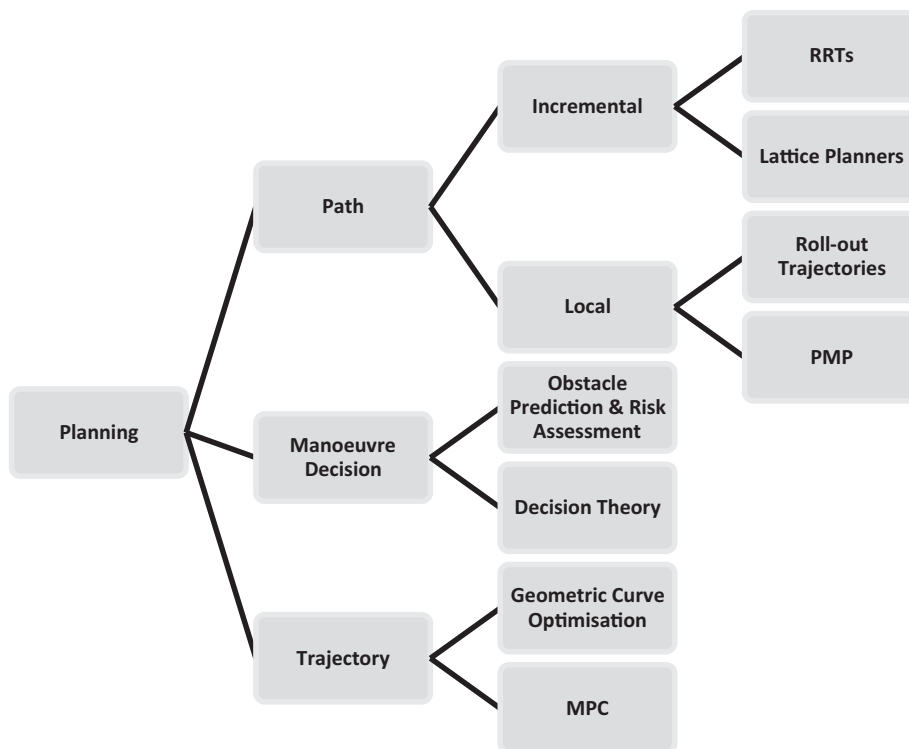 Planning
Path
Incremental
RRTs
Lattice Planners
Local
Roll-out
Trajectories
PMP
Manoeuvre
Decision
Obstacle
Prediction & Risk
Assessment
Decision Theory
Trajectory
Geometric Curve
Optimisation
MPC